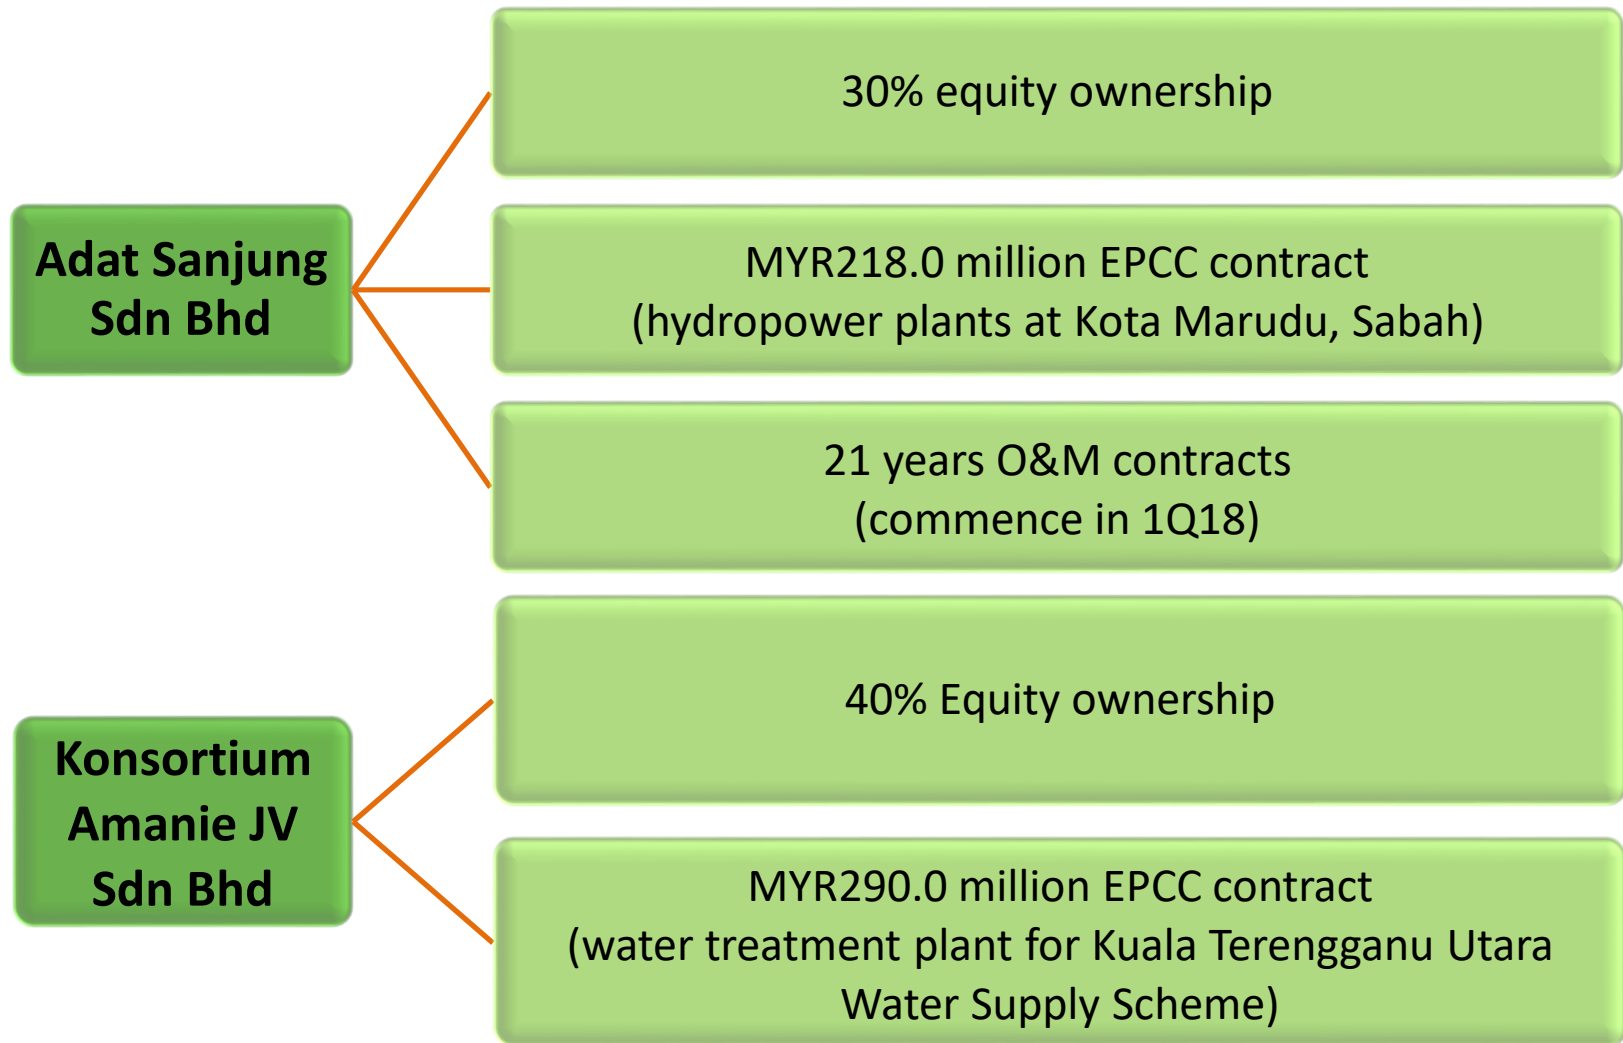 Adat Sanjung
Sdn Bhd
30% equity ownership
MYR218.0 million EPCC contract
(hydropower plants at Kota Marudu, Sabah)
21 years O&M contracts
(commence in 1Q18)
Konsortium
Amanie JV
Sdn Bhd
40% Equity ownership
MYR290.0 million EPCC contract
(water treatment plant for Kuala Terengganu Utara
Water Supply Scheme)